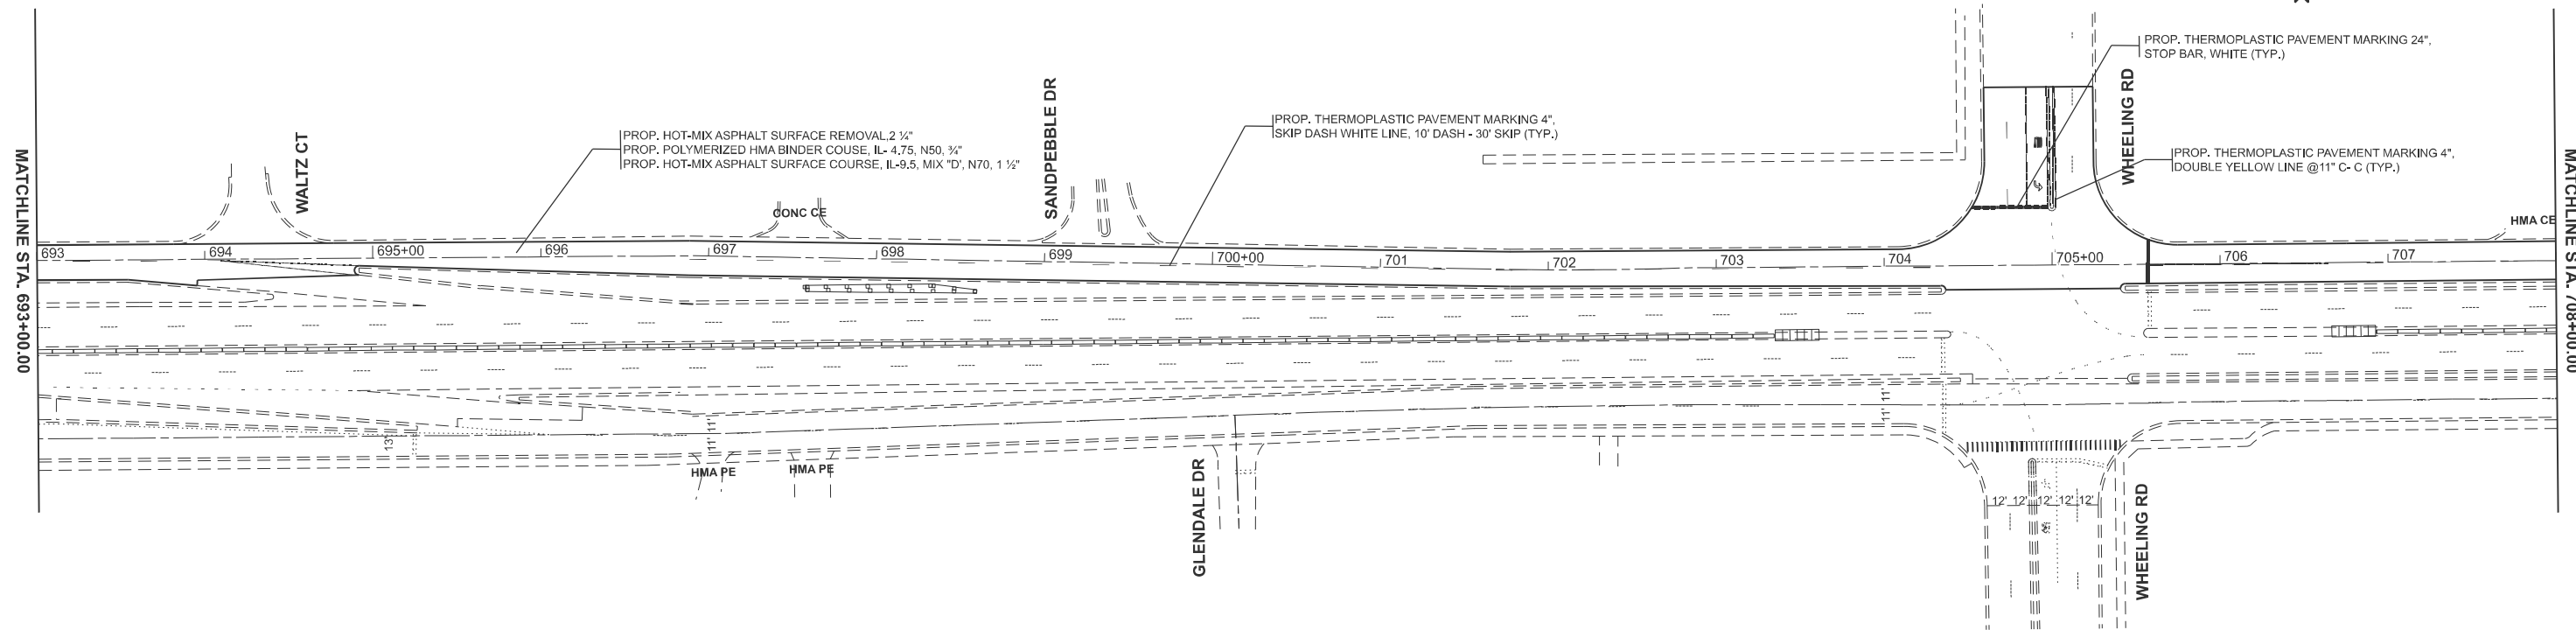 PROP. THERMOPLASTIC PAVEMENT MARKING 24",
STOP BAR, WHITE (TYP.)
WHEELING RD
PROP. THERMOPLASTIC PAVEMENT MARKING 4",
DOUBLE YELLOW LINE @11" C- C (TYP.)
PROP. THERMOPLASTIC PAVEMENT MARKING 4",
SKIP DASH WHITE LINE, 10' DASH - 30' SKIP (TYP.)
PROP. HOT-MIX ASPHALT SURFACE REMOVAL,2 ¼"
PROP. POLYMERIZED HMA BINDER COUSE, IL- 4.75, N50, ¾"
PROP. HOT-MIX ASPHALT SURFACE COURSE, IL-9.5, MIX "D', N70, 1 ½"
WALTZ CT
SANDPEBBLE DR
CONC CE
HMA CE
MATCHLINE STA. 693+00.00
MATCHLINE STA. 708+00.00
693
694
695+00
696
697
698
699
700+00
701
702
703
704
705+00
706
707
13'
11' 11'
11' 11'
HMA PE
HMA PE
GLENDALE DR
12' 12' 12' 12' 12'
WHEELING RD